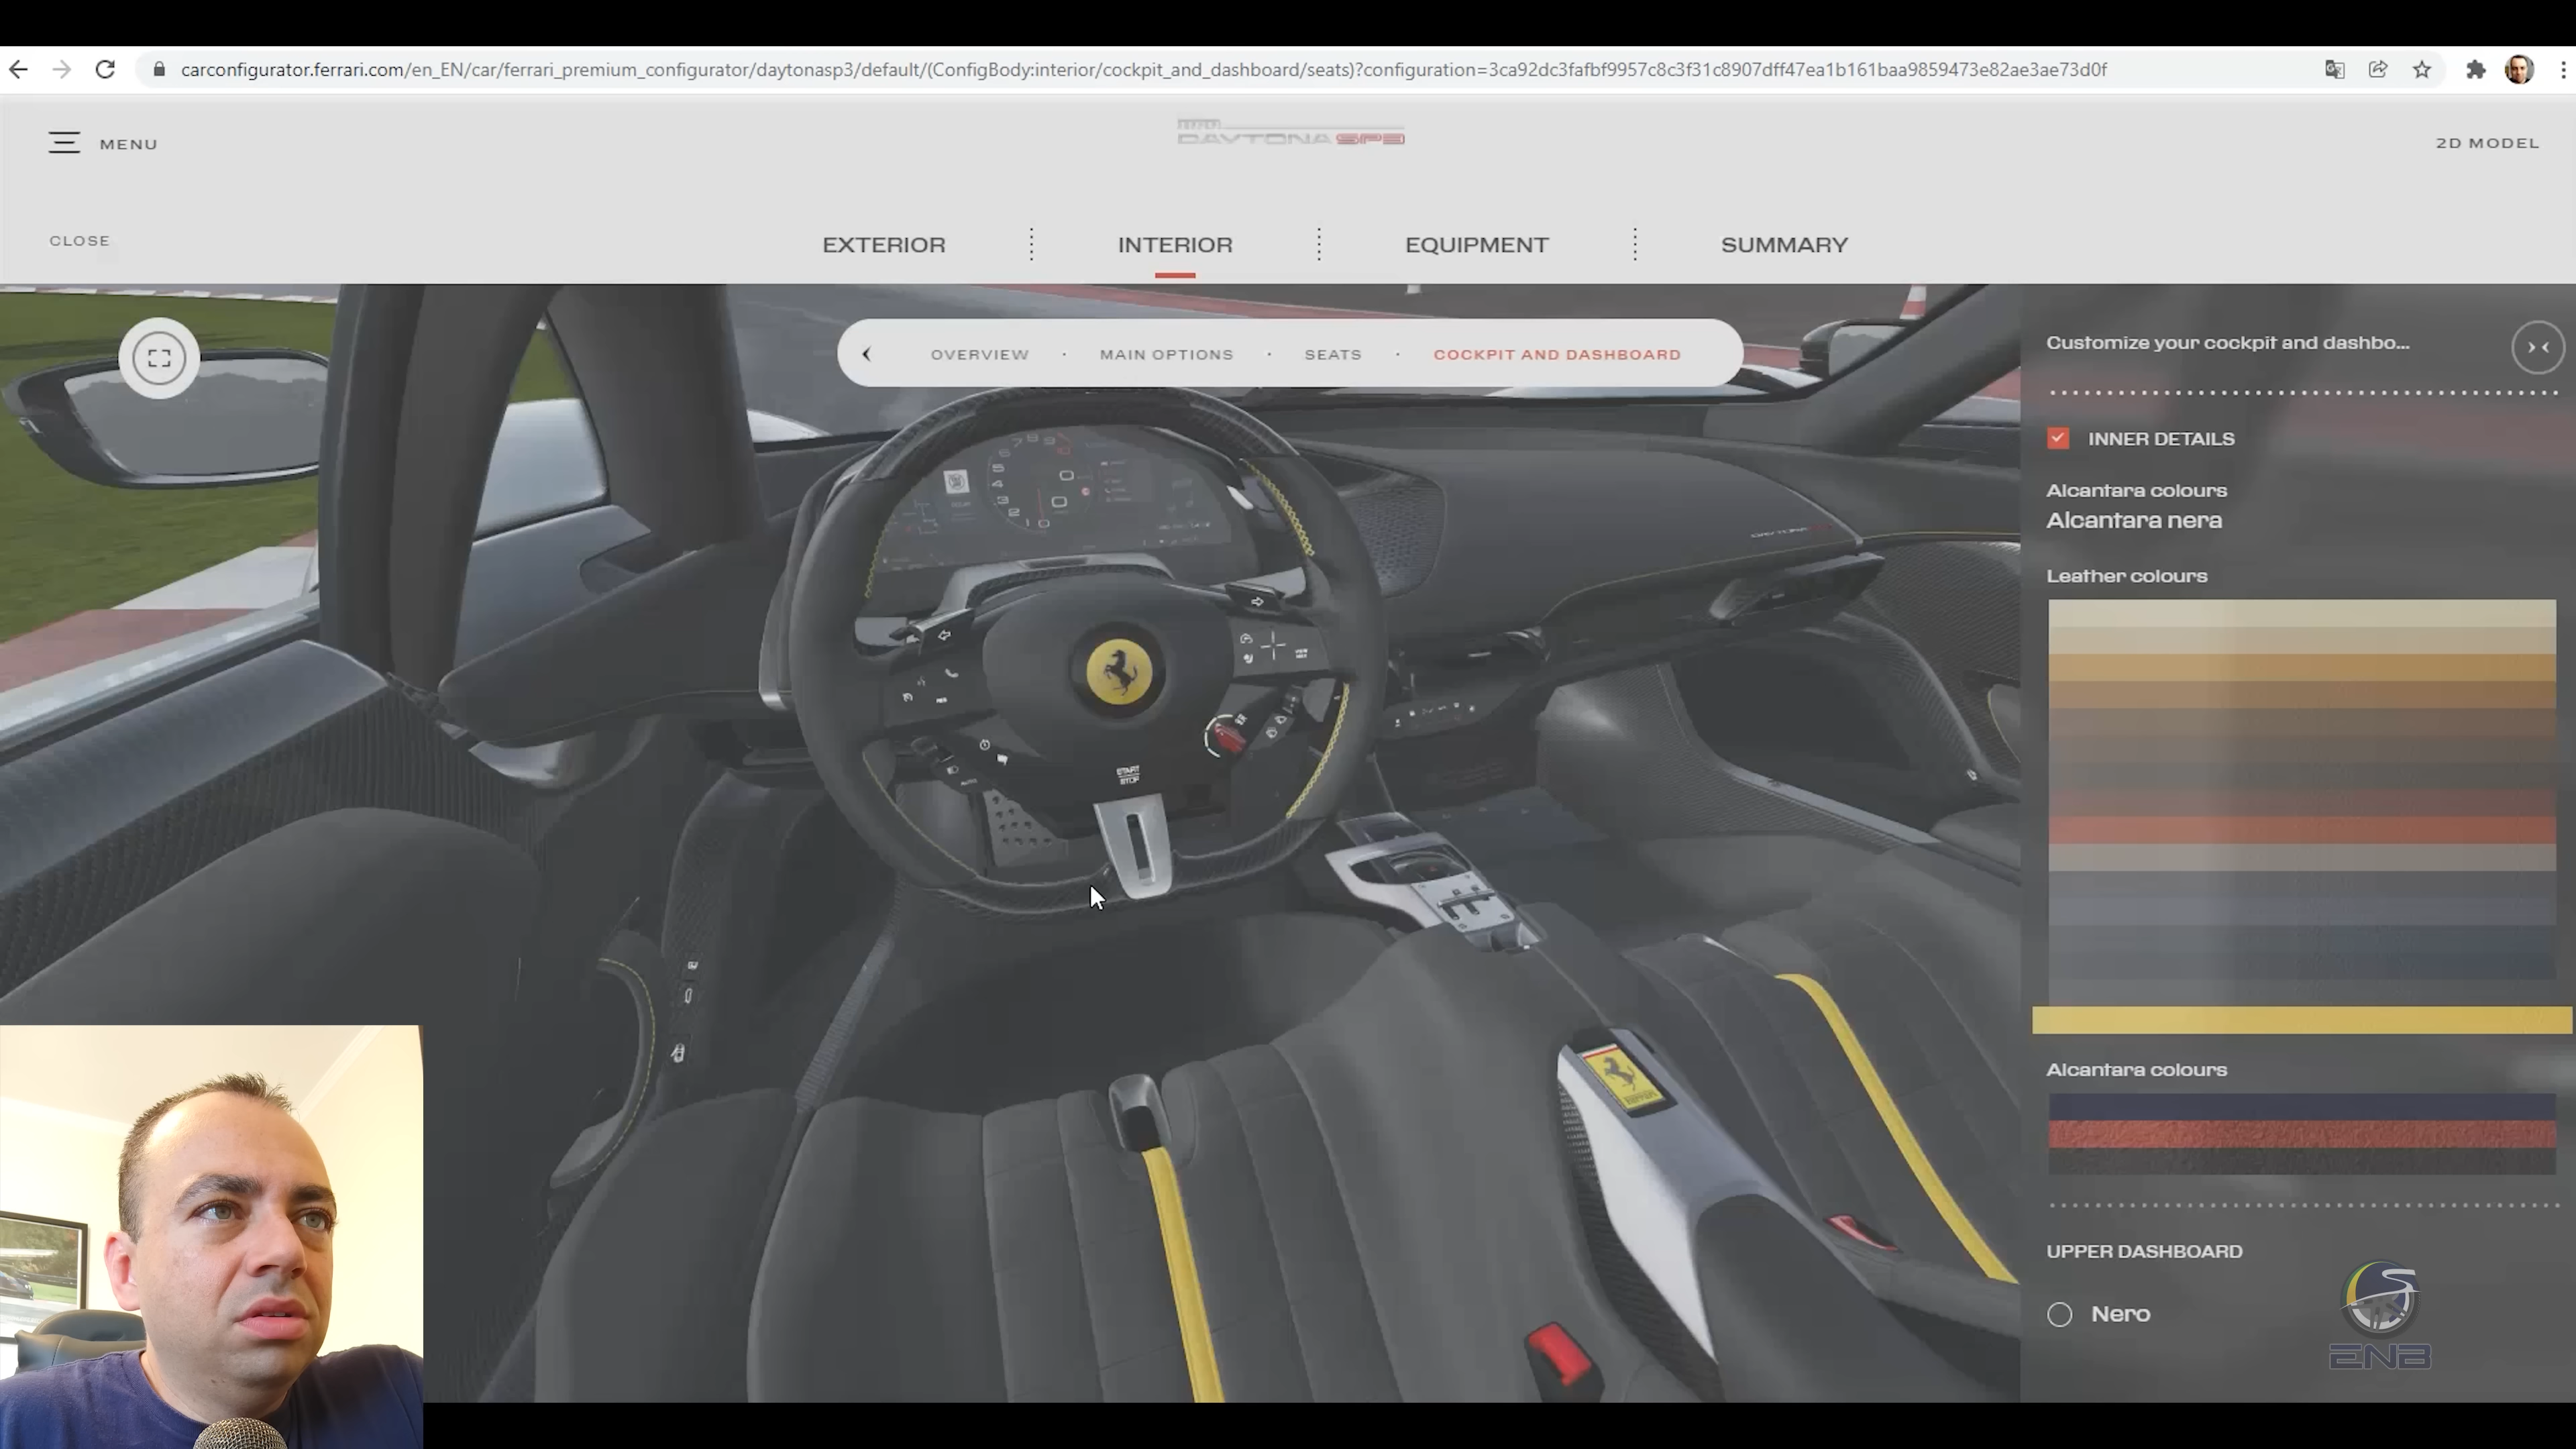 carconfigurator.ferrari.com/en_EN/car/ferrari_premium_configurator/daytonasp3/default/(ConfigBody:interior/cockpit_and_dashboard/seats)?configuration=3ca92dc3fafbf9957c8c3f31c8907dff47ea1b161baa9859473e82ae3ae73d0f
MENU
DAYTONA SP3
2D MODEL
CLOSE
EXTERIOR
INTERIOR
EQUIPMENT
SUMMARY
OVERVIEW · MAIN OPTIONS · SEATS · COCKPIT AND DASHBOARD
Customize your cockpit and dashbo...
INNER DETAILS
Alcantara colours
Alcantara nera
Leather colours
Alcantara colours
UPPER DASHBOARD
Nero
START
STOP
ENB